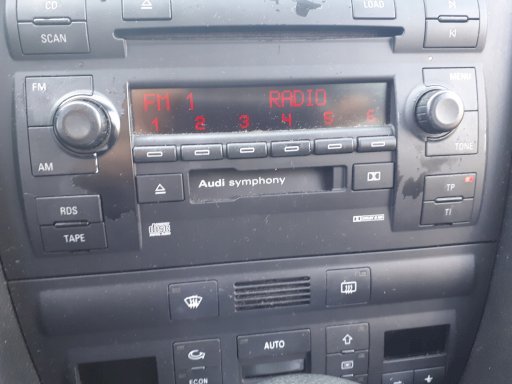 CD
LOAD
SCAN
FM
MENU
FM 1 RADIO
1 2 3 4 5 6
AM
TONE
Audi symphony
TP
RDS
TI
TAPE
disc
AUTO
ECON